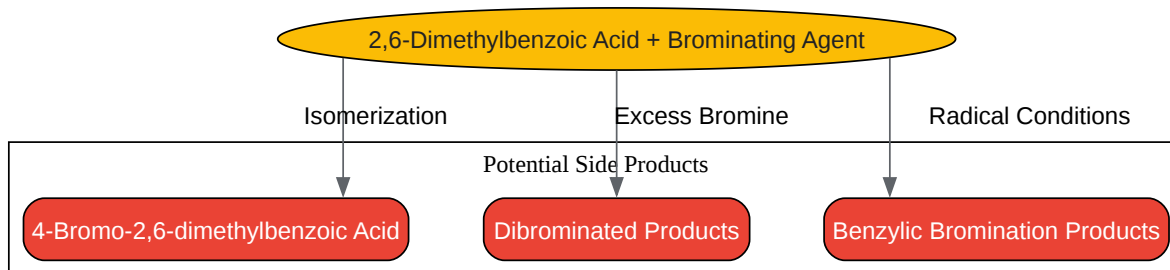 2,6-Dimethylbenzoic Acid + Brominating Agent
Isomerization
Excess Bromine
Radical Conditions
Potential Side Products
4-Bromo-2,6-dimethylbenzoic Acid
Dibrominated Products
Benzylic Bromination Products